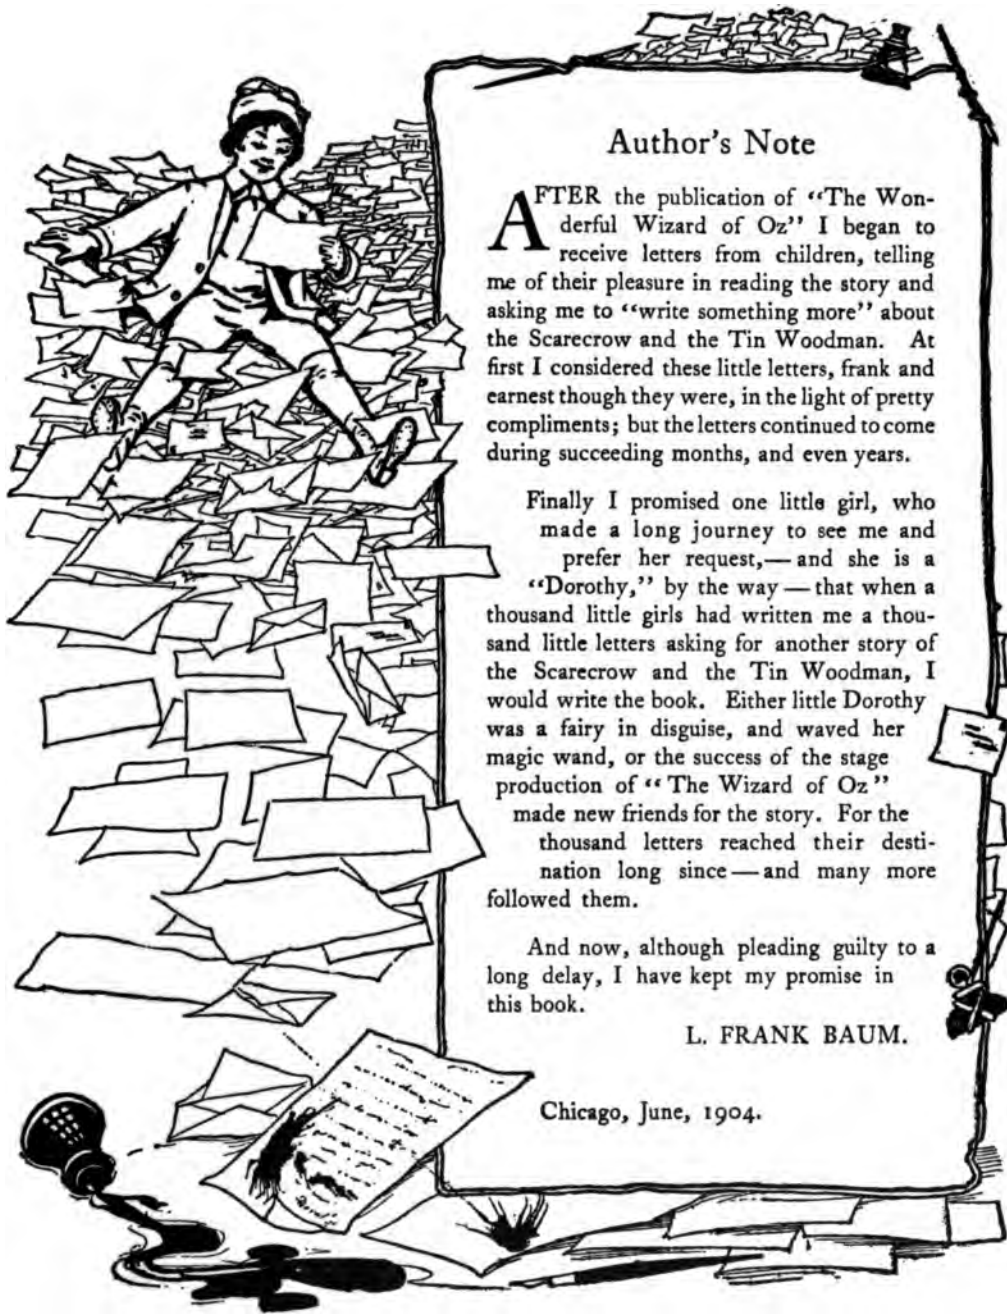 Author's Note
AFTER the publication of “The Won-
derful Wizard of Oz” I began to
receive letters from children, telling
me of their pleasure in reading the story and
asking me to “write something more” about
the Scarecrow and the Tin Woodman. At
first I considered these little letters, frank and
earnest though they were, in the light of pretty
compliments; but the letters continued to come
during succeeding months, and even years.
Finally I promised one little girl, who
made a long journey to see me and
prefer her request,—and she is a
“Dorothy,” by the way—that when a
thousand little girls had written me a thou-
sand little letters asking for another story of
the Scarecrow and the Tin Woodman, I
would write the book. Either little Dorothy
was a fairy in disguise, and waved her
magic wand, or the success of the stage
production of “The Wizard of Oz”
made new friends for the story. For the
thousand letters reached their desti-
nation long since—and many more
followed them.
And now, although pleading guilty to a
long delay, I have kept my promise in
this book.
L. FRANK BAUM.
Chicago, June, 1904.